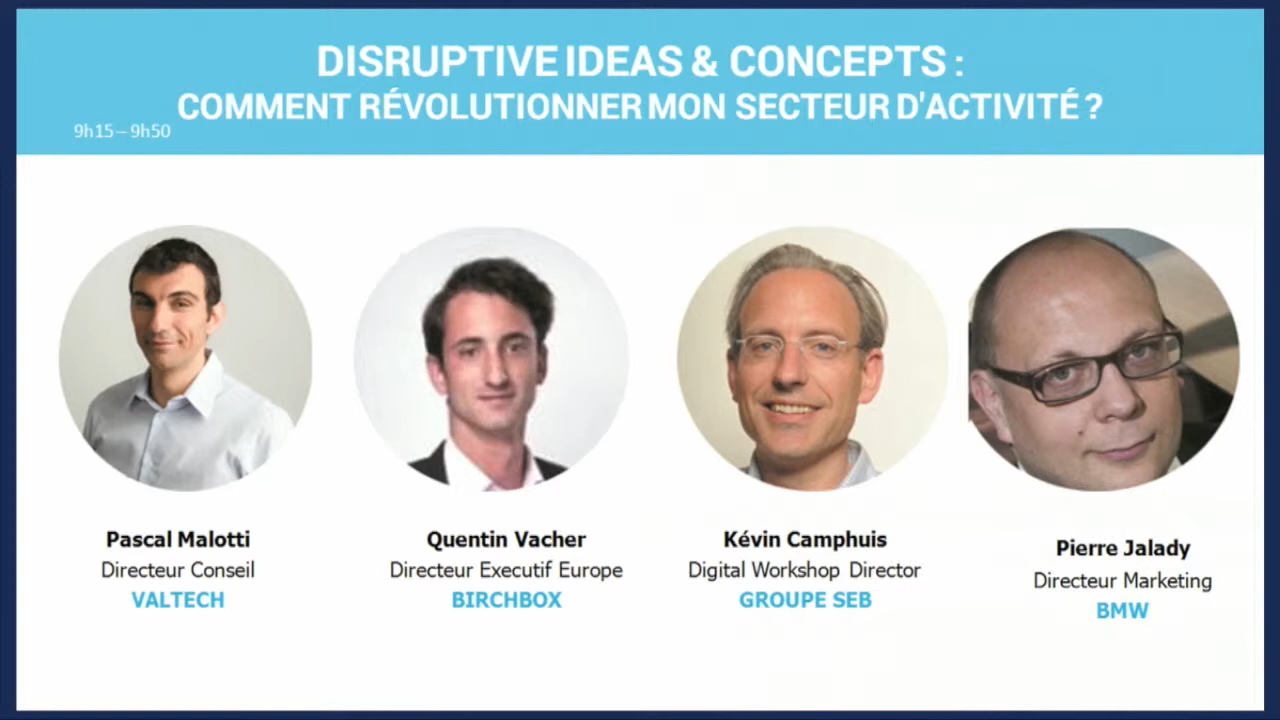 DISRUPTIVE IDEAS & CONCEPTS :
COMMENT RÉVOLUTIONNER MON SECTEUR D'ACTIVITÉ ?
9h15 – 9h50
Pascal Malotti
Directeur Conseil
VALTECH
Quentin Vacher
Directeur Executif Europe
BIRCHBOX
Kévin Camphuis
Digital Workshop Director
GROUPE SEB
Pierre Jalady
Directeur Marketing
BMW